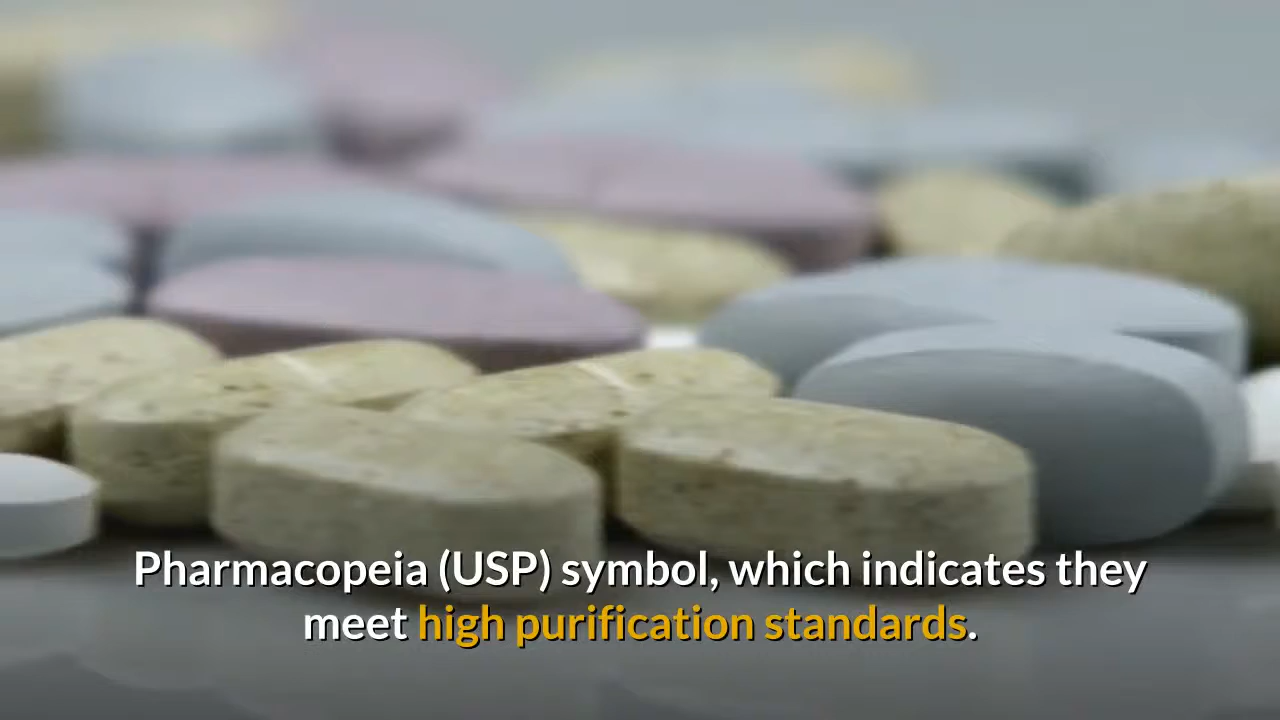 Pharmacopeia (USP) symbol, which indicates they
meet high purification standards.